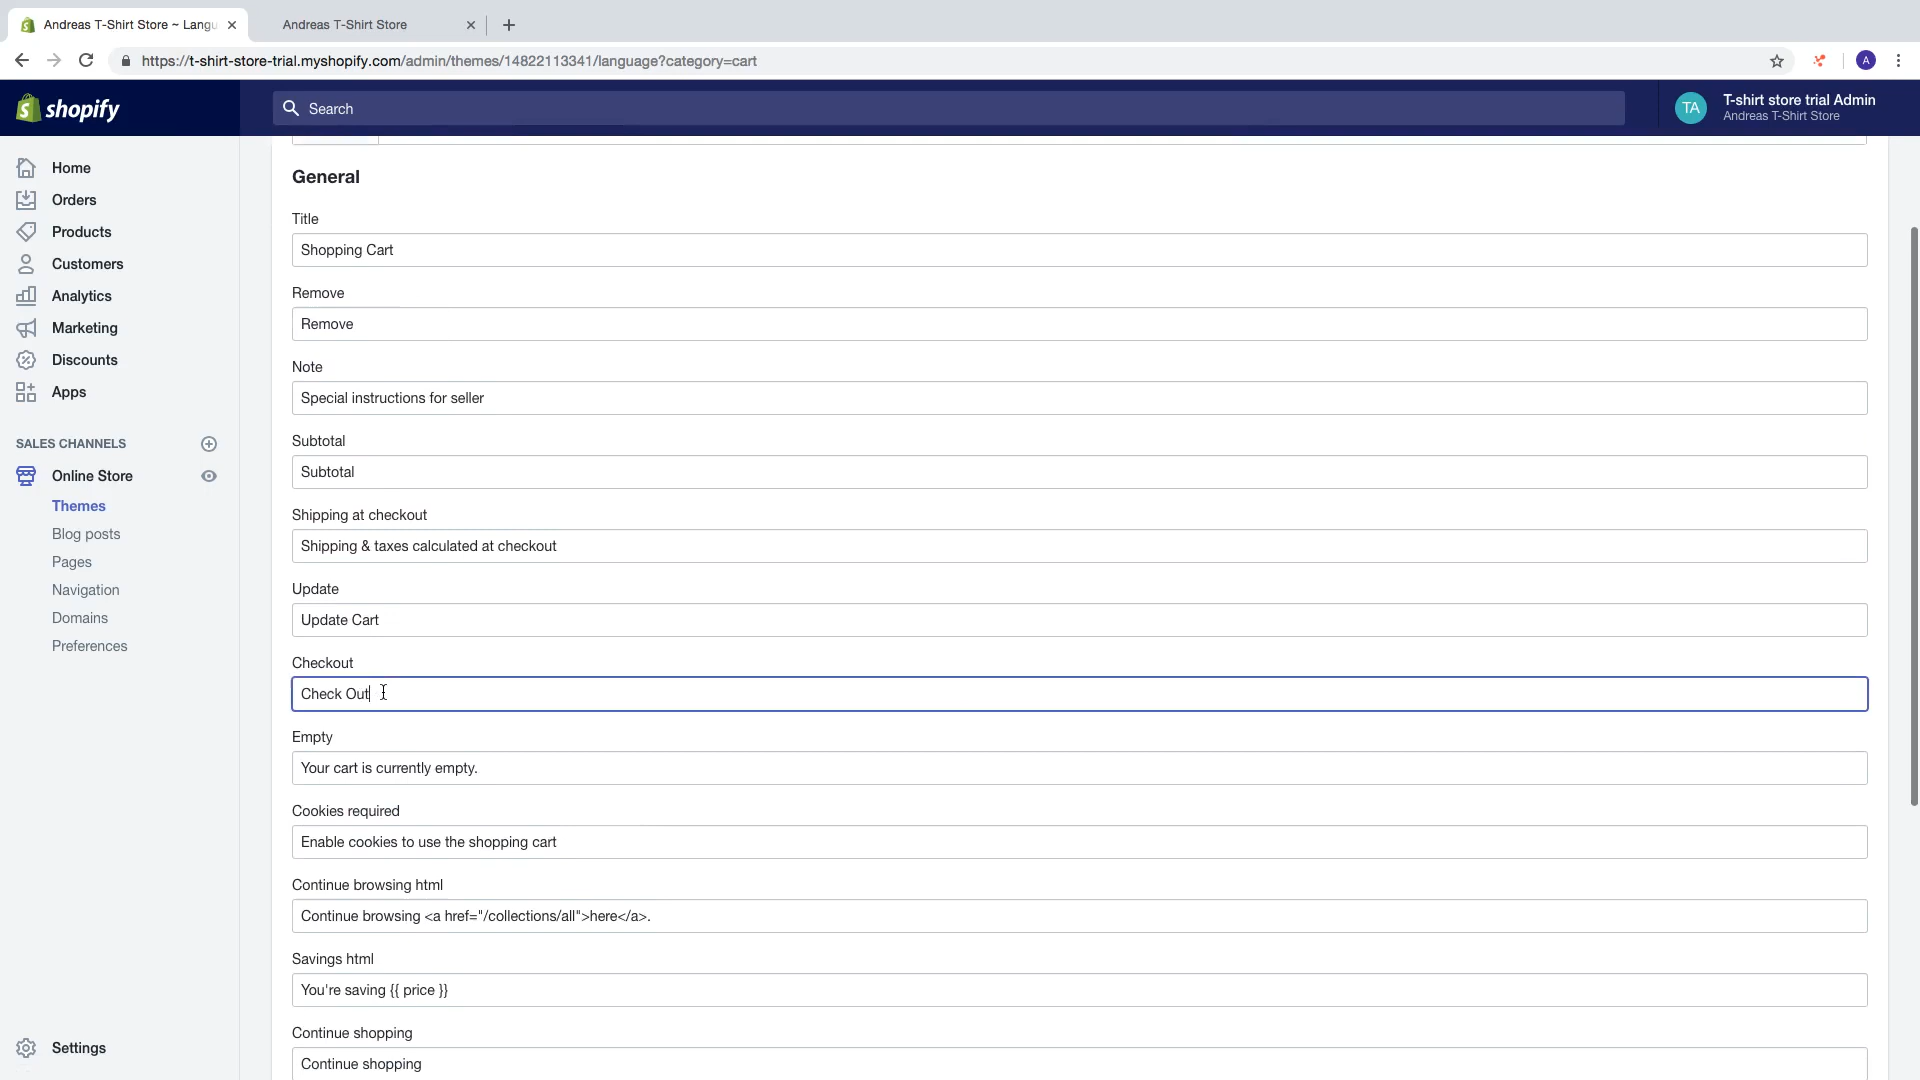 Andreas T-Shirt Store ~ Langu
Andreas T-Shirt Store
https://t-shirt-store-trial.myshopify.com/admin/themes/14822113341/language?category=cart
A
shopify
Search
TA
T-shirt store trial Admin
Andreas T-Shirt Store
Home
Orders
Products
Customers
Analytics
Marketing
Discounts
Apps
SALES CHANNELS
Online Store
Themes
Blog posts
Pages
Navigation
Domains
Preferences
Settings
General
Title
Shopping Cart
Remove
Remove
Note
Special instructions for seller
Subtotal
Subtotal
Shipping at checkout
Shipping & taxes calculated at checkout
Update
Update Cart
Checkout
Check Out
Empty
Your cart is currently empty.
Cookies required
Enable cookies to use the shopping cart
Continue browsing html
Continue browsing <a href="/collections/all">here</a>.
Savings html
You're saving {{ price }}
Continue shopping
Continue shopping